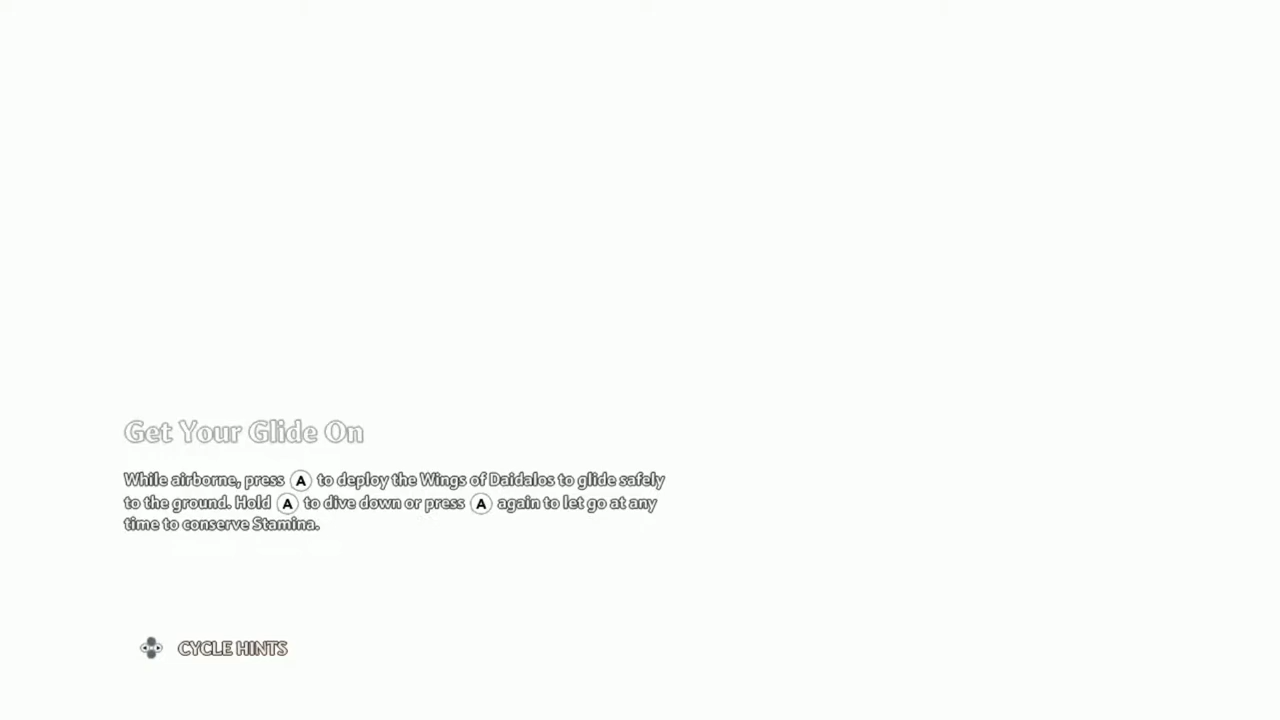 Get Your Glide On
While airborne, press A to deploy the Wings of Daidalos to glide safely
to the ground. Hold A to dive down or press A again to let go at any
time to conserve Stamina.
CYCLE HINTS